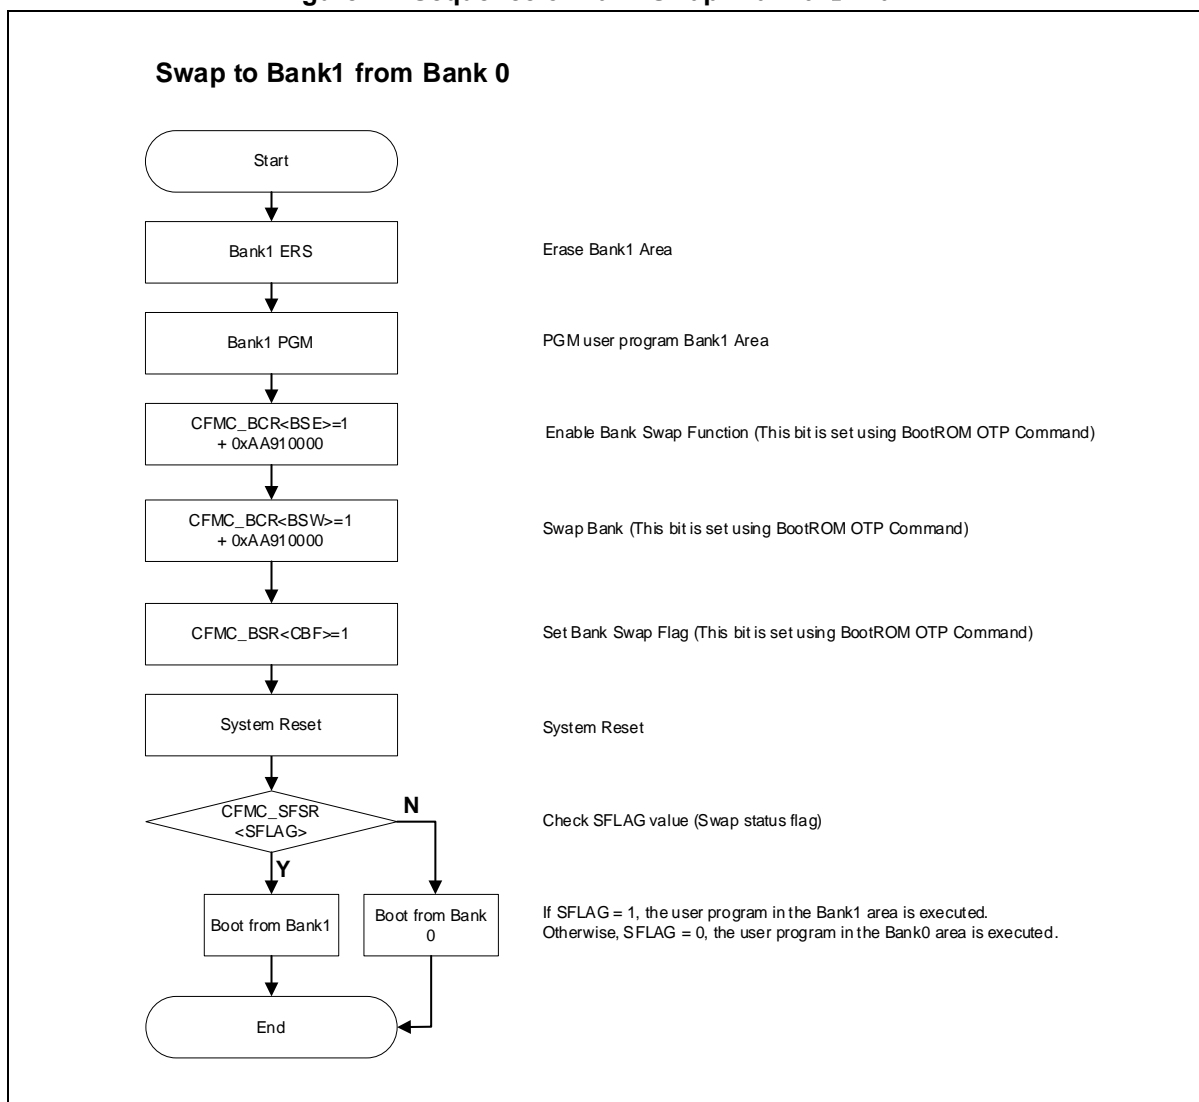 Swap to Bank1 from Bank 0
Start
Bank1 ERS
Erase Bank1 Area
Bank1 PGM
PGM user program Bank1 Area
CFMC_BCR<BSE>=1
+ 0xAA910000
Enable Bank Swap Function (This bit is set using BootROM OTP Command)
CFMC_BCR<BSW>=1
+ 0xAA910000
Swap Bank (This bit is set using BootROM OTP Command)
CFMC_BSR<CBF>=1
Set Bank Swap Flag (This bit is set using BootROM OTP Command)
System Reset
System Reset
CFMC_SFSR
<SFLAG>
N
Check SFLAG value (Swap status flag)
Y
Boot from Bank1
Boot from Bank
0
If SFLAG = 1, the user program in the Bank1 area is executed.
Otherwise, SFLAG = 0, the user program in the Bank0 area is executed.
End